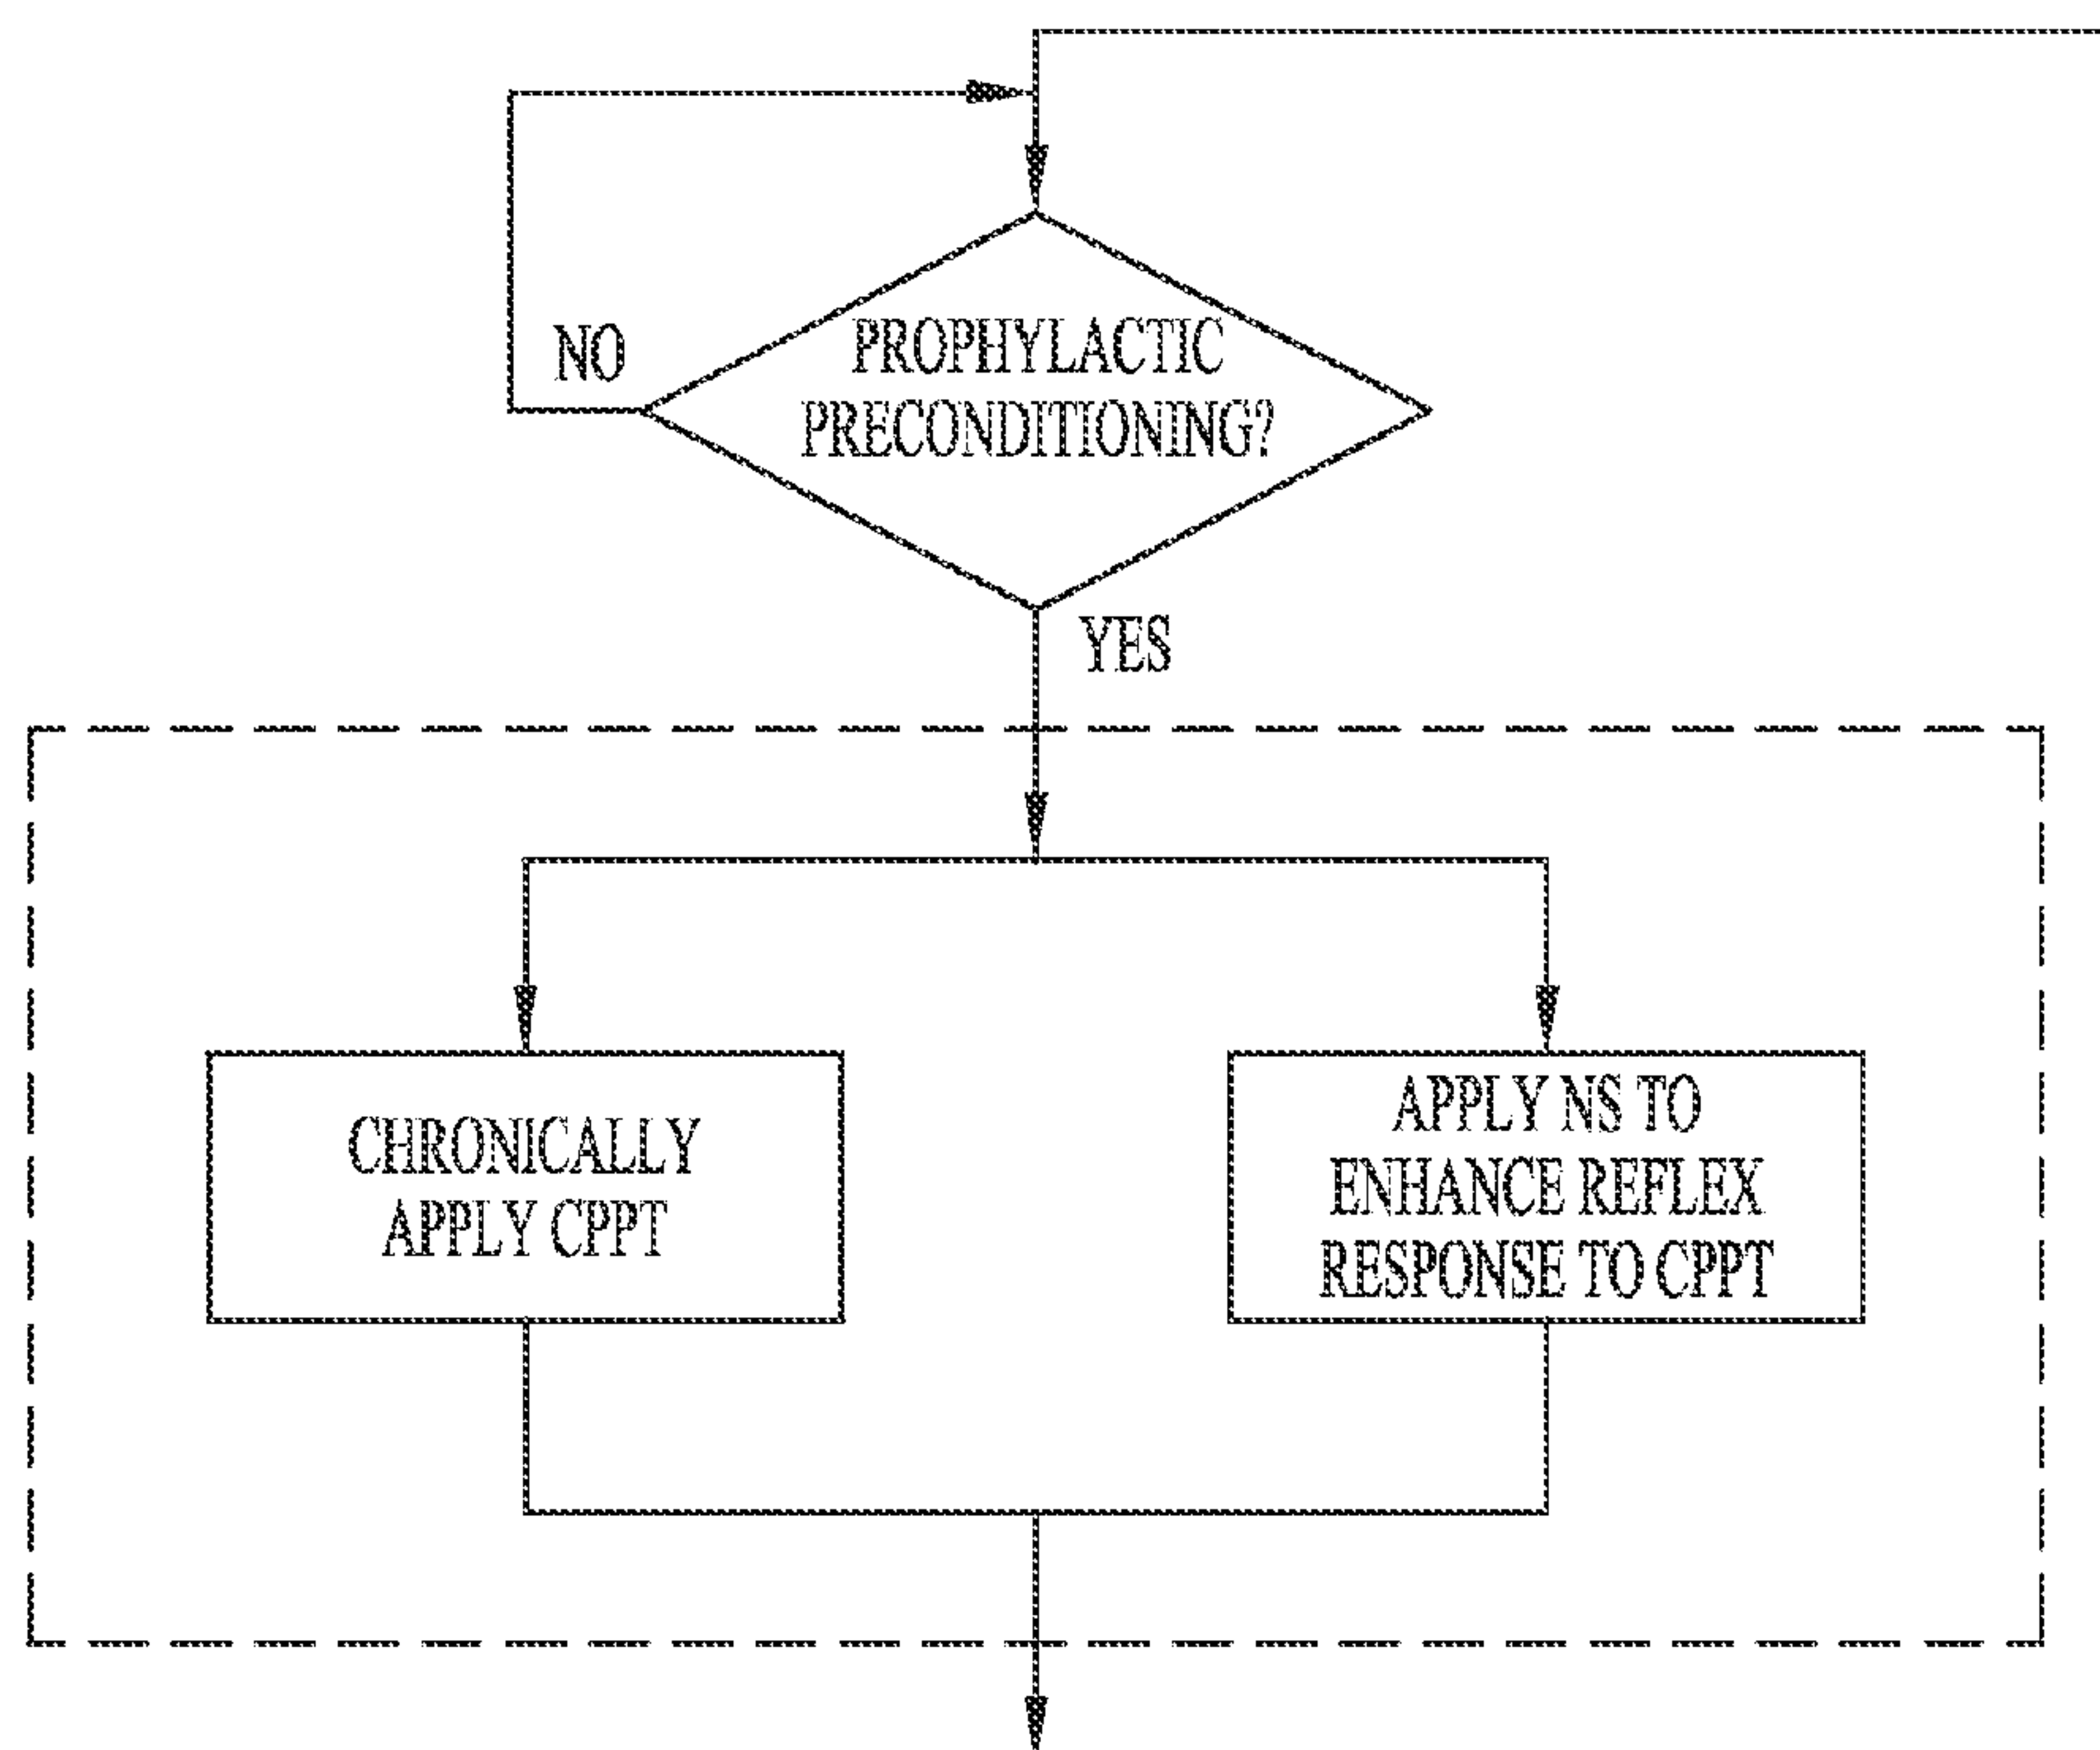 NO
PROPHYLACTIC
PRECONDITIONING?
YES
CHRONICALLY
APPLY CPPT
APPLY NS TO
ENHANCE REFLEX
RESPONSE TO CPPT